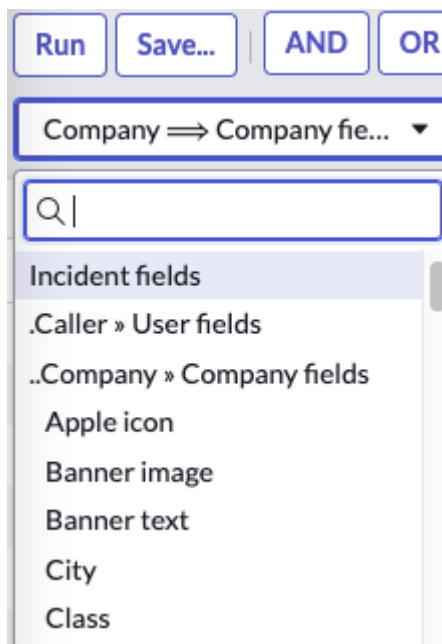 Run Save... AND OR
Company ⟹ Company fie...
Incident fields
.Caller » User fields
..Company » Company fields
Apple icon
Banner image
Banner text
City
Class